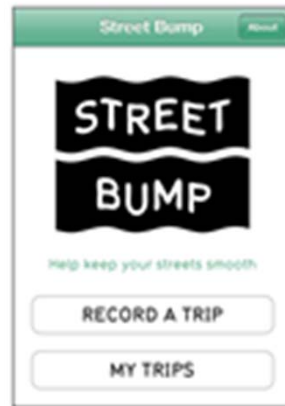 Street Bump About
STREET
BUMP
Help keep your streets smooth
RECORD A TRIP
MY TRIPS